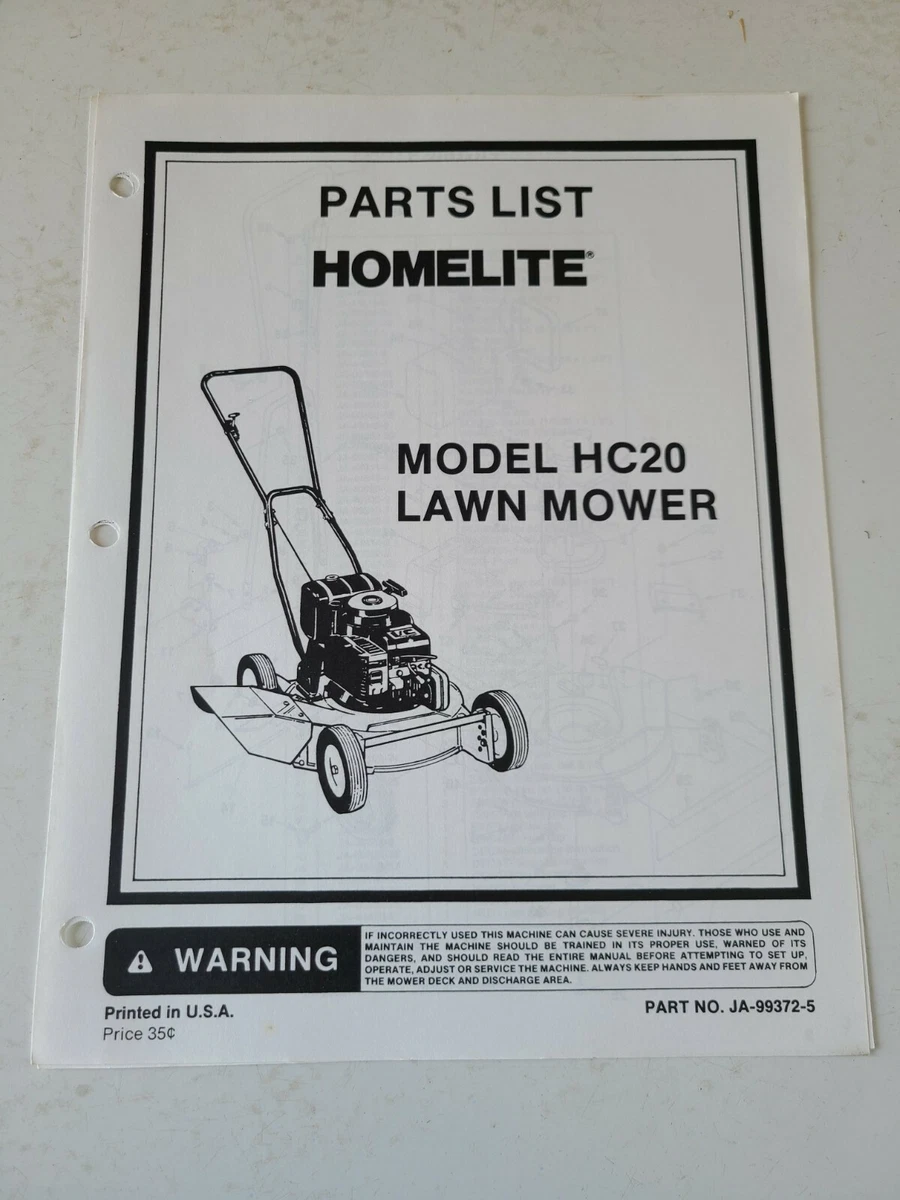 PARTS LIST
HOMELITE®
MODEL HC20
LAWN MOWER
WARNING
IF INCORRECTLY USED THIS MACHINE CAN CAUSE SEVERE INJURY. THOSE WHO USE AND
MAINTAIN THE MACHINE SHOULD BE TRAINED IN ITS PROPER USE, WARNED OF ITS
DANGERS, AND SHOULD READ THE ENTIRE MANUAL BEFORE ATTEMPTING TO SET UP,
OPERATE, ADJUST OR SERVICE THE MACHINE. ALWAYS KEEP HANDS AND FEET AWAY FROM
THE MOWER DECK AND DISCHARGE AREA.
Printed in U.S.A.
Price 35¢
PART NO. JA-99372-5